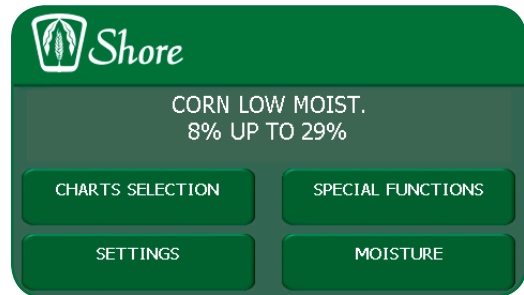 Shore
CORN LOW MOIST.
8% UP TO 29%
CHARTS SELECTION
SPECIAL FUNCTIONS
SETTINGS
MOISTURE